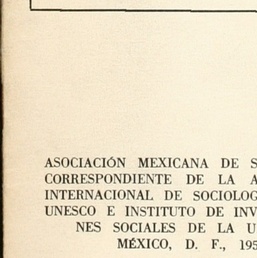 ASOCIACIÓN MEXICANA DE S
CORRESPONDIENTE DE LA A
INTERNACIONAL DE SOCIOLOG
UNESCO E INSTITUTO DE INV
NES SOCIALES DE LA U
MÉXICO, D. F., 195